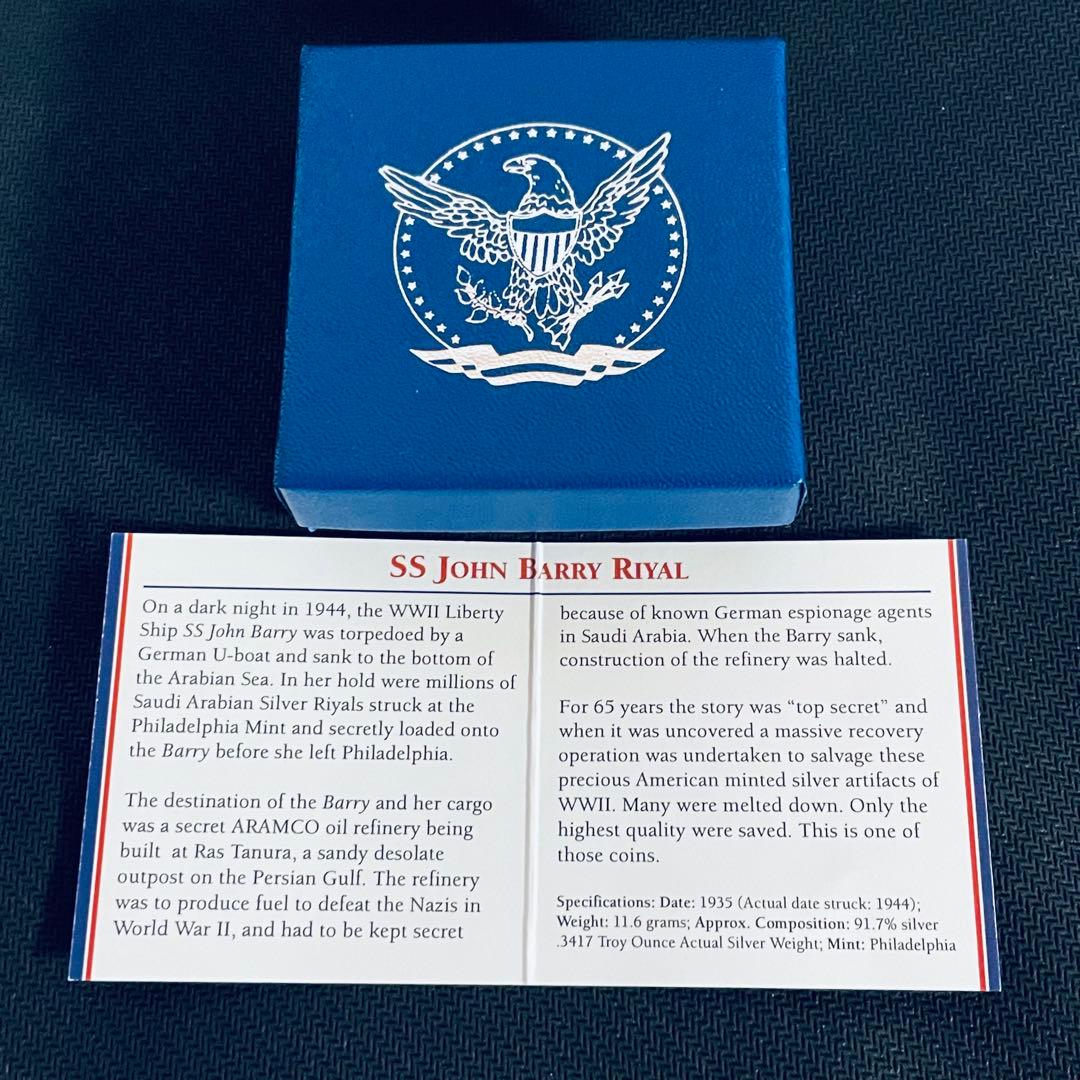 SS John Barry Riyal
On a dark night in 1944, the WWII Liberty
Ship SS John Barry was torpedoed by a
German U-boat and sank to the bottom of
the Arabian Sea. In her hold were millions of
Saudi Arabian Silver Riyals struck at the
Philadelphia Mint and secretly loaded onto
the Barry before she left Philadelphia.
The destination of the Barry and her cargo
was a secret ARAMCO oil refinery being
built at Ras Tanura, a sandy desolate
outpost on the Persian Gulf. The refinery
was to produce fuel to defeat the Nazis in
World War II, and had to be kept secret
because of known German espionage agents
in Saudi Arabia. When the Barry sank,
construction of the refinery was halted.
For 65 years the story was “top secret” and
when it was uncovered a massive recovery
operation was undertaken to salvage these
precious American minted silver artifacts of
WWII. Many were melted down. Only the
highest quality were saved. This is one of
those coins.
Specifications: Date: 1935 (Actual date struck: 1944);
Weight: 11.6 grams; Approx. Composition: 91.7% silver
.3417 Troy Ounce Actual Silver Weight; Mint: Philadelphia